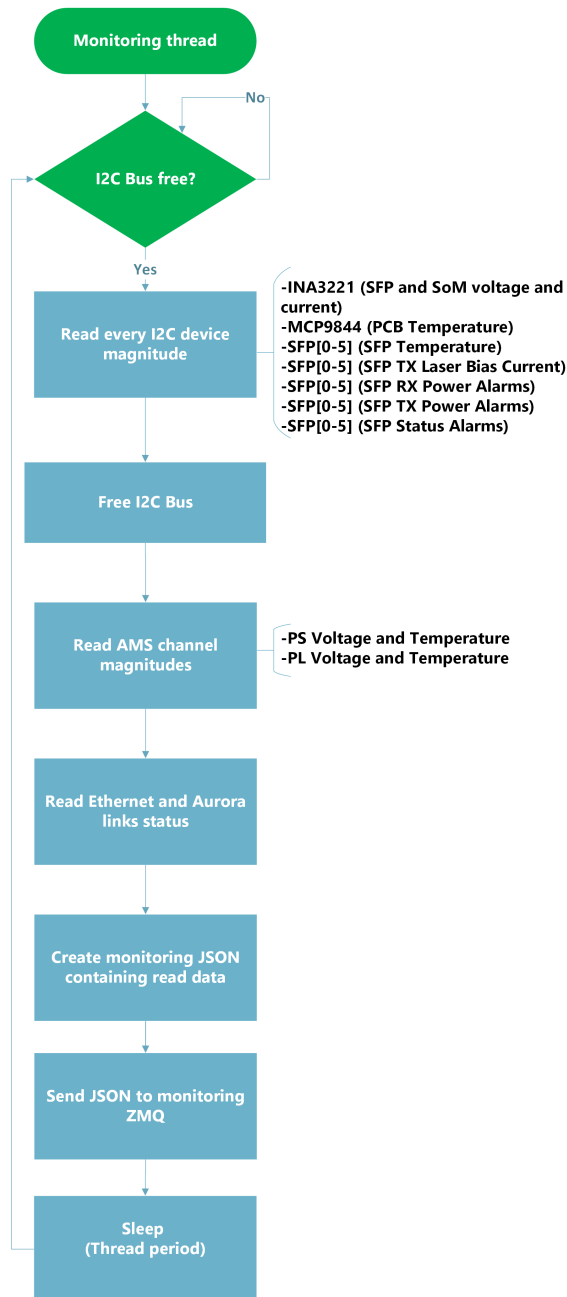 Monitoring thread
No
I2C Bus free?
Yes
Read every I2C device
magnitude
-INA3221 (SFP and SoM voltage and
current)
-MCP9844 (PCB Temperature)
-SFP[0-5] (SFP Temperature)
-SFP[0-5] (SFP TX Laser Bias Current)
-SFP[0-5] (SFP RX Power Alarms)
-SFP[0-5] (SFP TX Power Alarms)
-SFP[0-5] (SFP Status Alarms)
Free I2C Bus
Read AMS channel
magnitudes
-PS Voltage and Temperature
-PL Voltage and Temperature
Read Ethernet and Aurora
links status
Create monitoring JSON
containing read data
Send JSON to monitoring
ZMQ
Sleep
(Thread period)